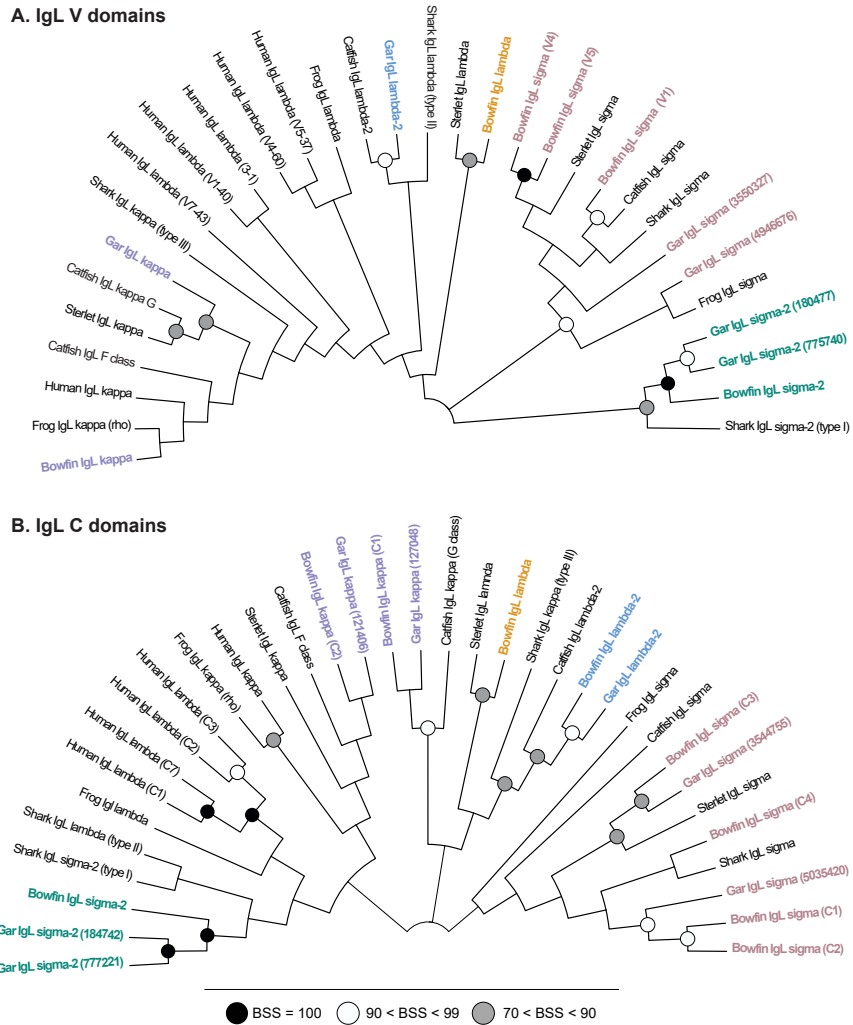 A. IgL V domains
Bowfin IgL kappa
Frog IgL kappa (rho)
Human IgL kappa
Catfish IgL F class
Sterlet IgL kappa
Catfish IgL kappa G
Gar IgL kappa
Shark IgL kappa (type III)
Human IgL lambda (V7-43)
Human IgL lambda (V1-40)
Human IgL lambda (3-1)
Human IgL lambda (V4-60)
Human IgL lambda (V5-37)
Frog IgL lambda
Catfish IgL lambda-2
Gar IgL lambda-2
Shark IgL lambda (type II)
Sterlet IgL lambda
Bowfin IgL lambda
Bowfin IgL sigma (V4)
Bowfin IgL sigma (V5)
Sterlet IgL sigma
Bowfin IgL sigma (V1)
Catfish IgL sigma
Shark IgL sigma
Gar IgL sigma (3550327)
Gar IgL sigma (4946676)
Frog IgL sigma
Gar IgL sigma-2 (180477)
Gar IgL sigma-2 (775740)
Bowfin IgL sigma-2
Shark IgL sigma-2 (type I)
B. IgL C domains
Gar IgL sigma-2 (777221)
Gar IgL sigma-2 (184742)
Bowfin IgL sigma-2
Shark IgL sigma-2 (type I)
Shark IgL lambda (type II)
Frog Igl lambda
Human IgL lambda (C1)
Human IgL lambda (C7)
Human IgL lambda (C2)
Human IgL lambda (C3)
Frog IgL kappa (rho)
Human IgL kappa
Sterlet IgL kappa
Catfish IgL F class
Bowfin IgL kappa (C2)
Gar IgL kappa (121406)
Bowfin IgL kappa (C1)
Gar IgL kappa (127048)
Catfish IgL kappa (G class)
Sterlet IgL lamnda
Bowfin IgL lambda
Shark IgL kappa (type III)
Catfish IgL lambda-2
Bowfin IgL lambda-2
Gar IgL lambda-2
Frog IgL sigma
Catfish IgL sigma
Bowfin IgL sigma (C3)
Gar IgL sigma (3544755)
Sterlet IgL sigma
Bowfin IgL sigma (C4)
Shark IgL sigma
Gar IgL sigma (5035420)
Bowfin IgL sigma (C1)
Bowfin IgL sigma (C2)
BSS = 100 90 < BSS < 99 70 < BSS < 90